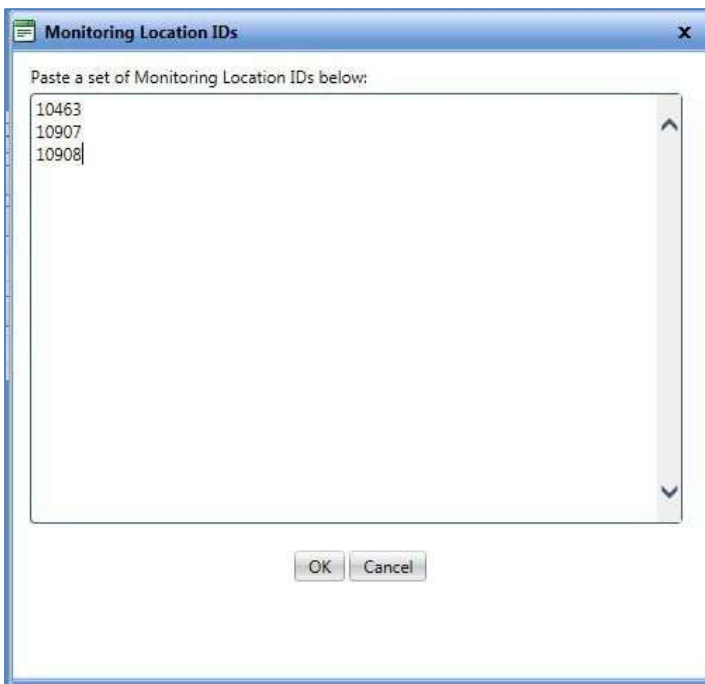 Monitoring Location IDs
Paste a set of Monitoring Location IDs below:
10463
10907
10908
OK Cancel